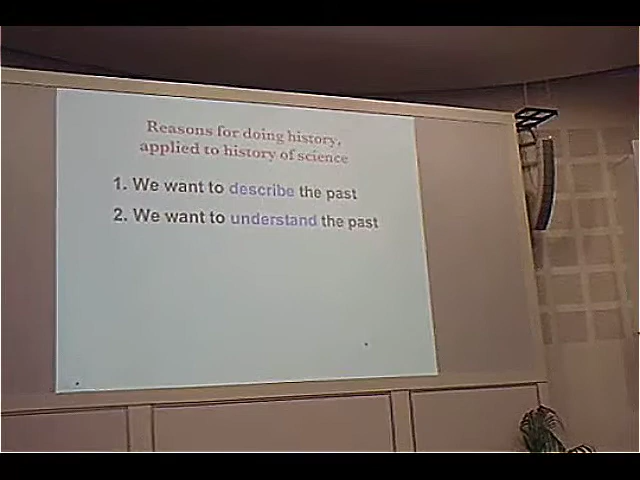 Reasons for doing history,
applied to history of science
1. We want to describe the past
2. We want to understand the past